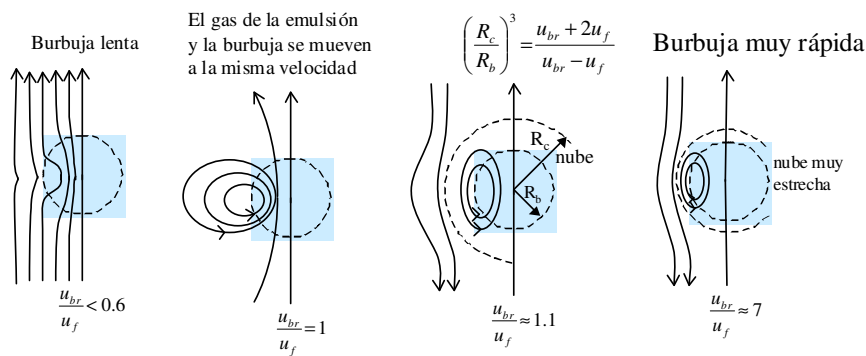 Burbuja lenta
El gas de la emulsión
y la burbuja se mueven
a la misma velocidad
(R_c/R_b)^3 = (u_br + 2u_f)/(u_br − u_f)
Burbuja muy rápida
R_c
nube
R_b
nube muy
estrecha
u_br/u_f < 0.6
u_br/u_f = 1
u_br/u_f ≈ 1.1
u_br/u_f ≈ 7